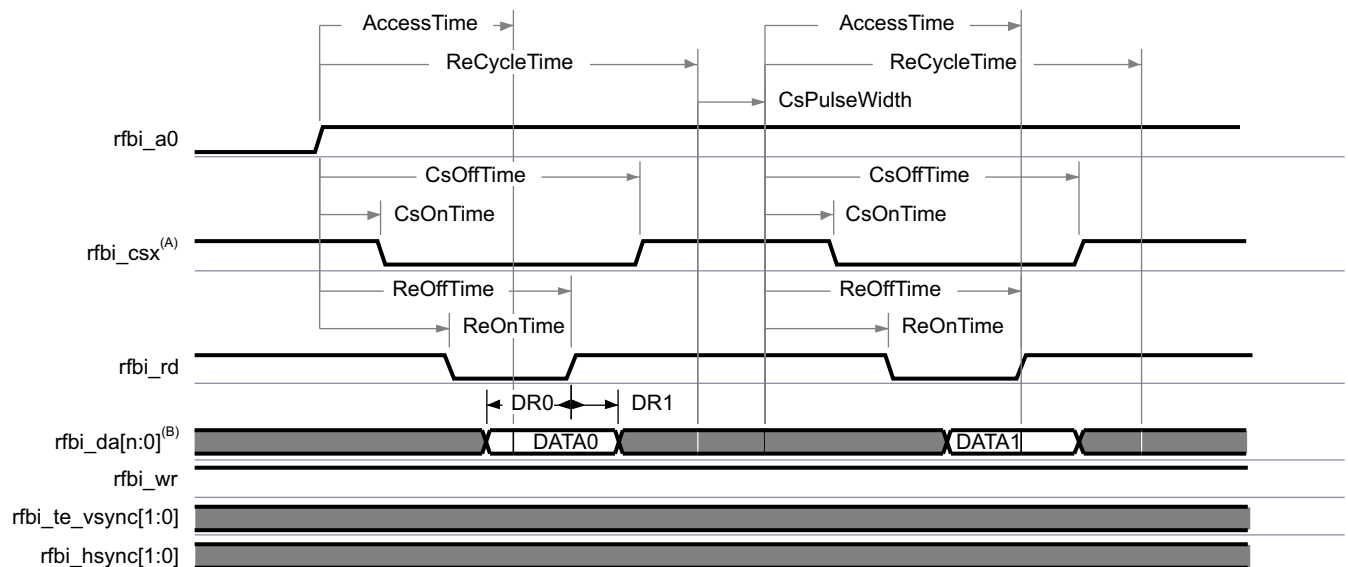 AccessTime AccessTime
ReCycleTime ReCycleTime
CsPulseWidth
rfbi_a0
CsOffTime CsOffTime
CsOnTime CsOnTime
rfbi_csx(A)
ReOffTime ReOffTime
ReOnTime ReOnTime
rfbi_rd
DR0 DR1
rfbi_da[n:0](B) DATA0 DATA1
rfbi_wr
rfbi_te_vsync[1:0]
rfbi_hsync[1:0]